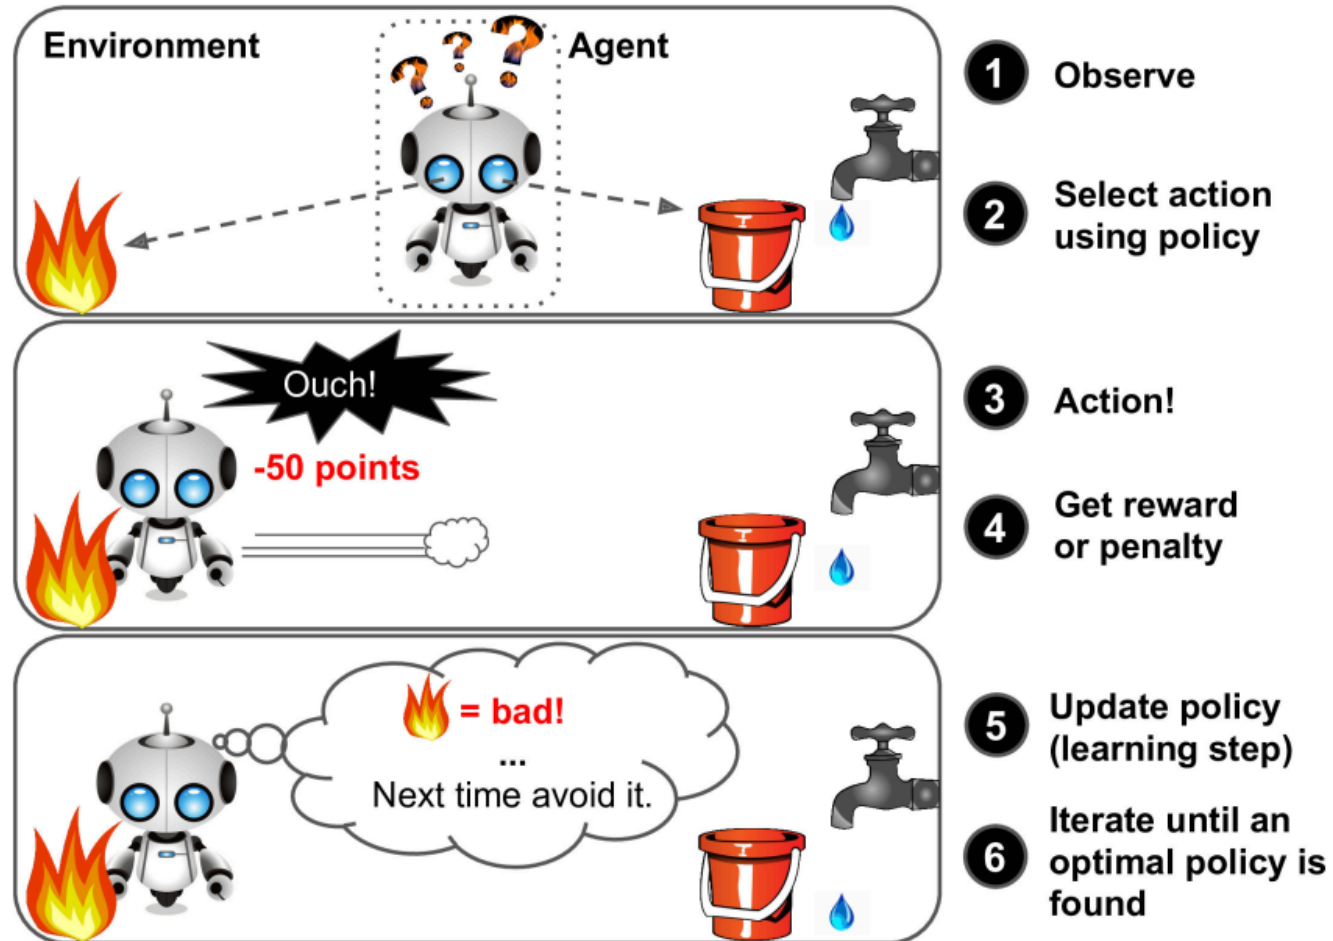 Environment
Agent
1 Observe
2 Select action
using policy
Ouch!
-50 points
3 Action!
4 Get reward
or penalty
= bad!
...
Next time avoid it.
5 Update policy
(learning step)
6 Iterate until an
optimal policy is
found